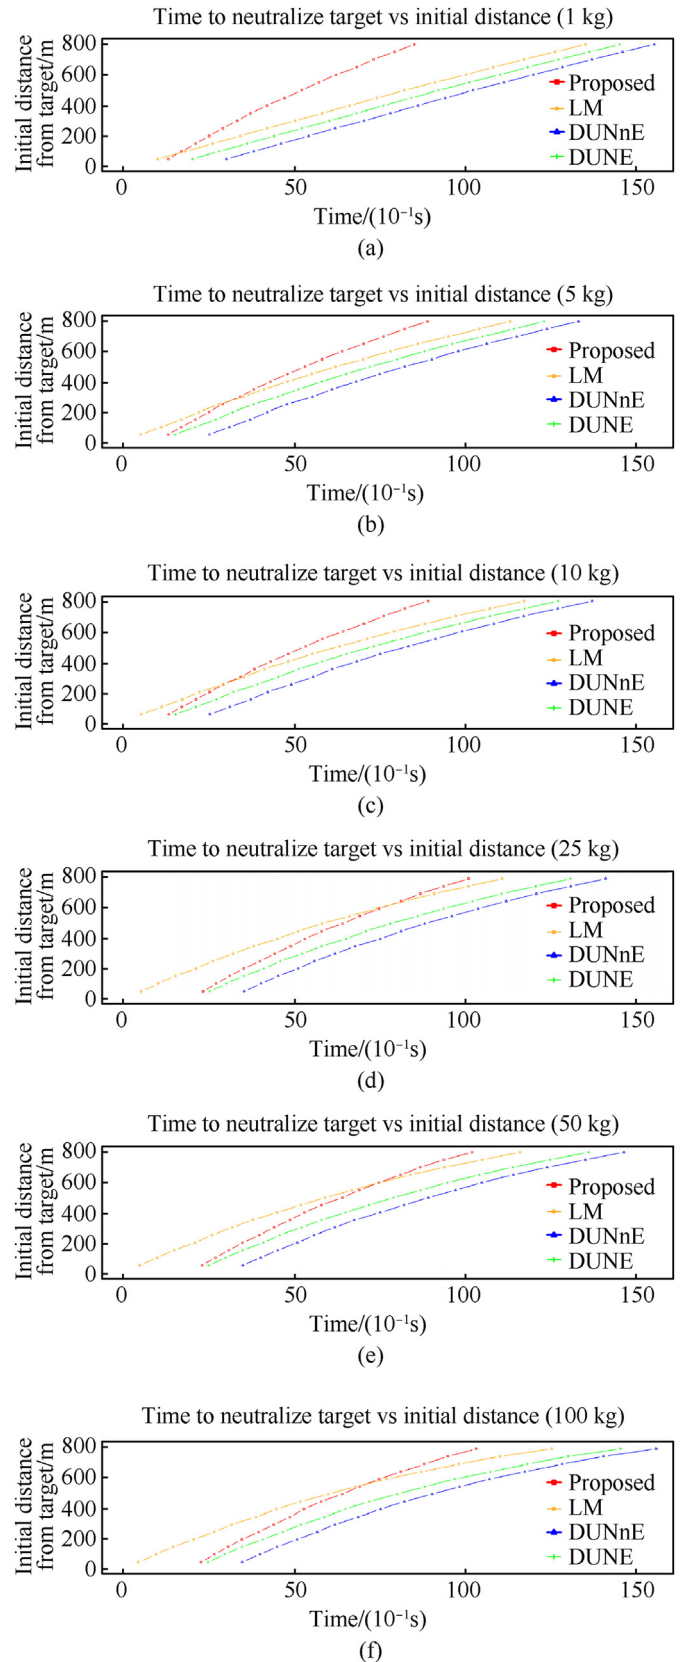 Time to neutralize target vs initial distance (1 kg)
Initial distance
from target/m
800
600
400
200
0
Proposed
LM
DUNnE
DUNE
0 50 100 150
Time/(10⁻¹s)
(a)
Time to neutralize target vs initial distance (5 kg)
Initial distance
from target/m
800
600
400
200
0
Proposed
LM
DUNnE
DUNE
0 50 100 150
Time/(10⁻¹s)
(b)
Time to neutralize target vs initial distance (10 kg)
Initial distance
from target/m
800
600
400
200
0
Proposed
LM
DUNnE
DUNE
0 50 100 150
Time/(10⁻¹s)
(c)
Time to neutralize target vs initial distance (25 kg)
Initial distance
from target/m
800
600
400
200
0
Proposed
LM
DUNnE
DUNE
0 50 100 150
Time/(10⁻¹s)
(d)
Time to neutralize target vs initial distance (50 kg)
Initial distance
from target/m
800
600
400
200
0
Proposed
LM
DUNnE
DUNE
0 50 100 150
Time/(10⁻¹s)
(e)
Time to neutralize target vs initial distance (100 kg)
Initial distance
from target/m
800
600
400
200
0
Proposed
LM
DUNnE
DUNE
0 50 100 150
Time/(10⁻¹s)
(f)